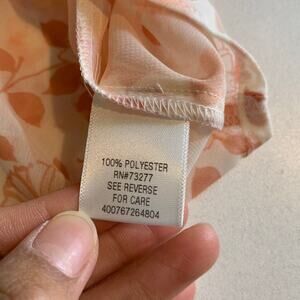 100% POLYESTER
RN#73277
SEE REVERSE
FOR CARE
400767264804